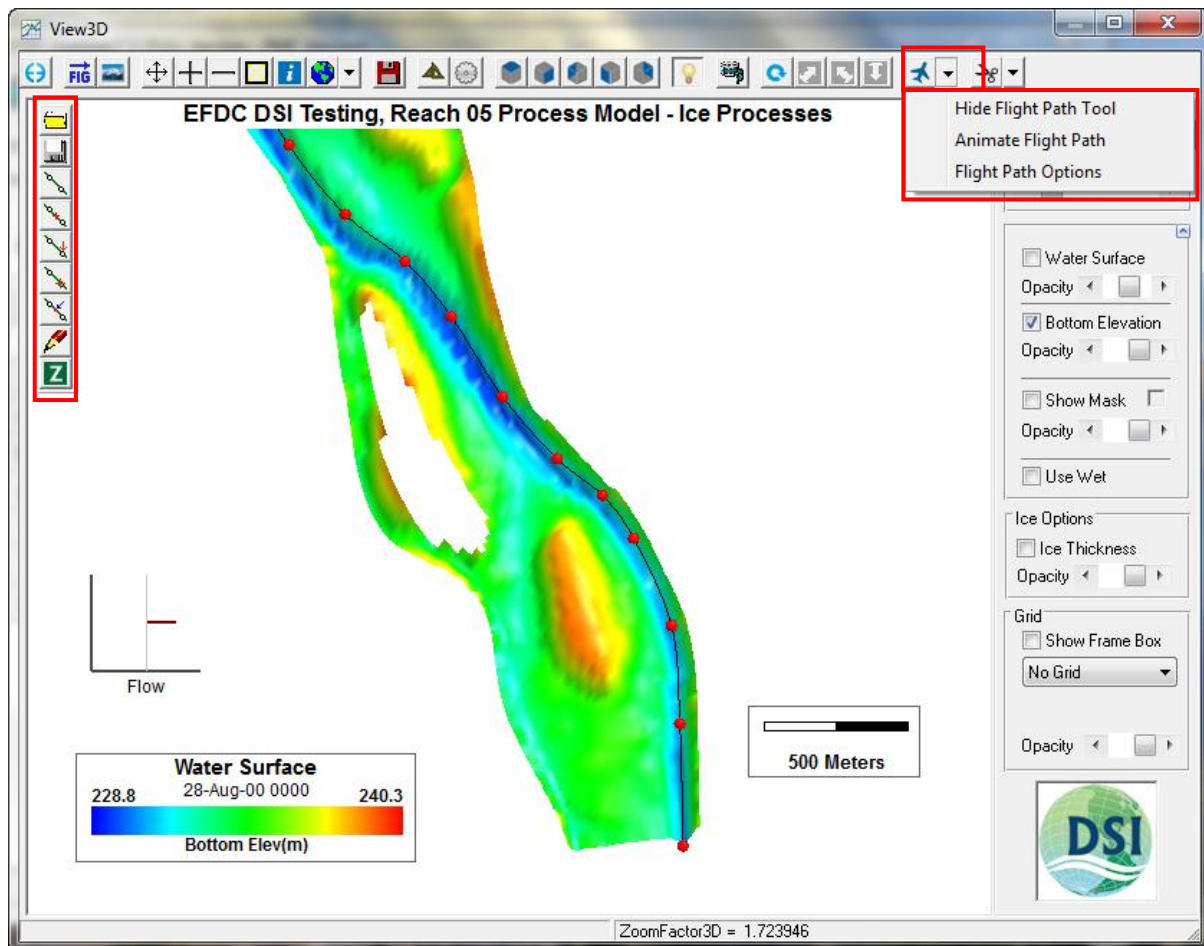 View3D
FIG
i
Hide Flight Path Tool
Animate Flight Path
Flight Path Options
EFDC DSI Testing, Reach 05 Process Model - Ice Processes
Z
Water Surface
Opacity
Bottom Elevation
Opacity
Show Mask
Opacity
Use Wet
Ice Options
Ice Thickness
Opacity
Grid
Show Frame Box
No Grid
Opacity
DSI
Flow
500 Meters
Water Surface
28-Aug-00 0000
228.8 240.3
Bottom Elev(m)
ZoomFactor3D = 1.723946